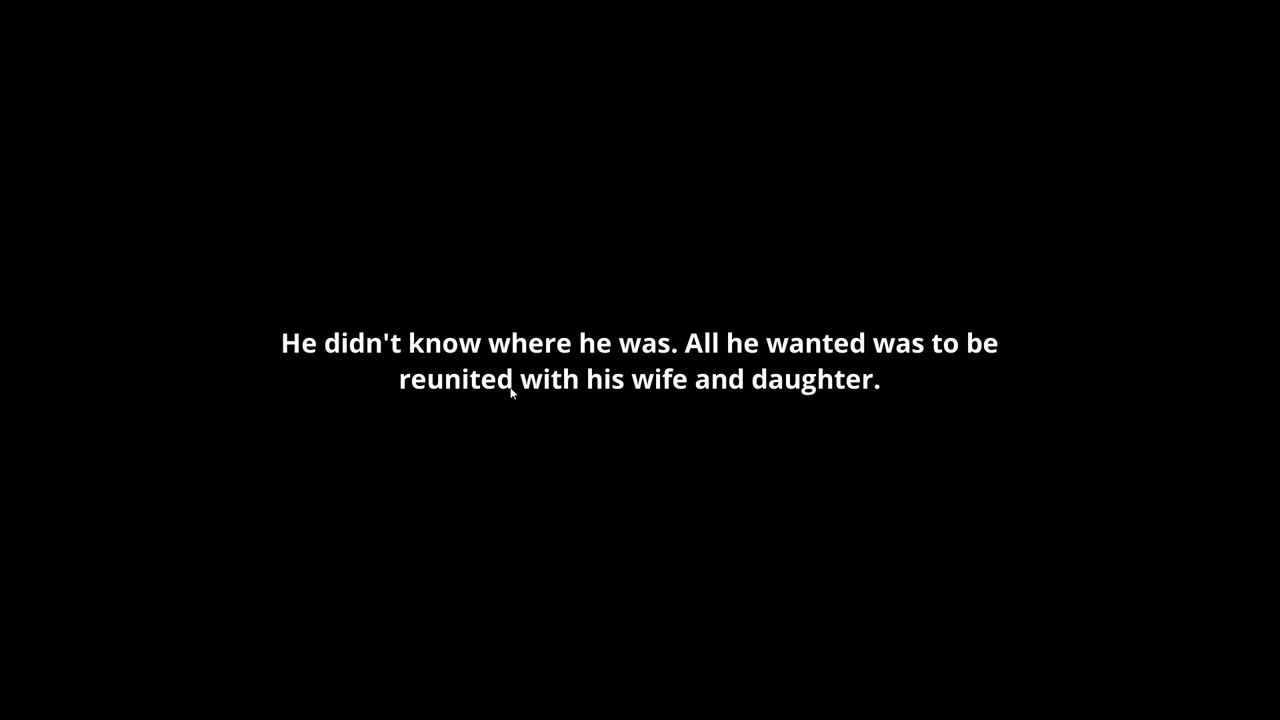 He didn't know where he was. All he wanted was to be
reunited with his wife and daughter.